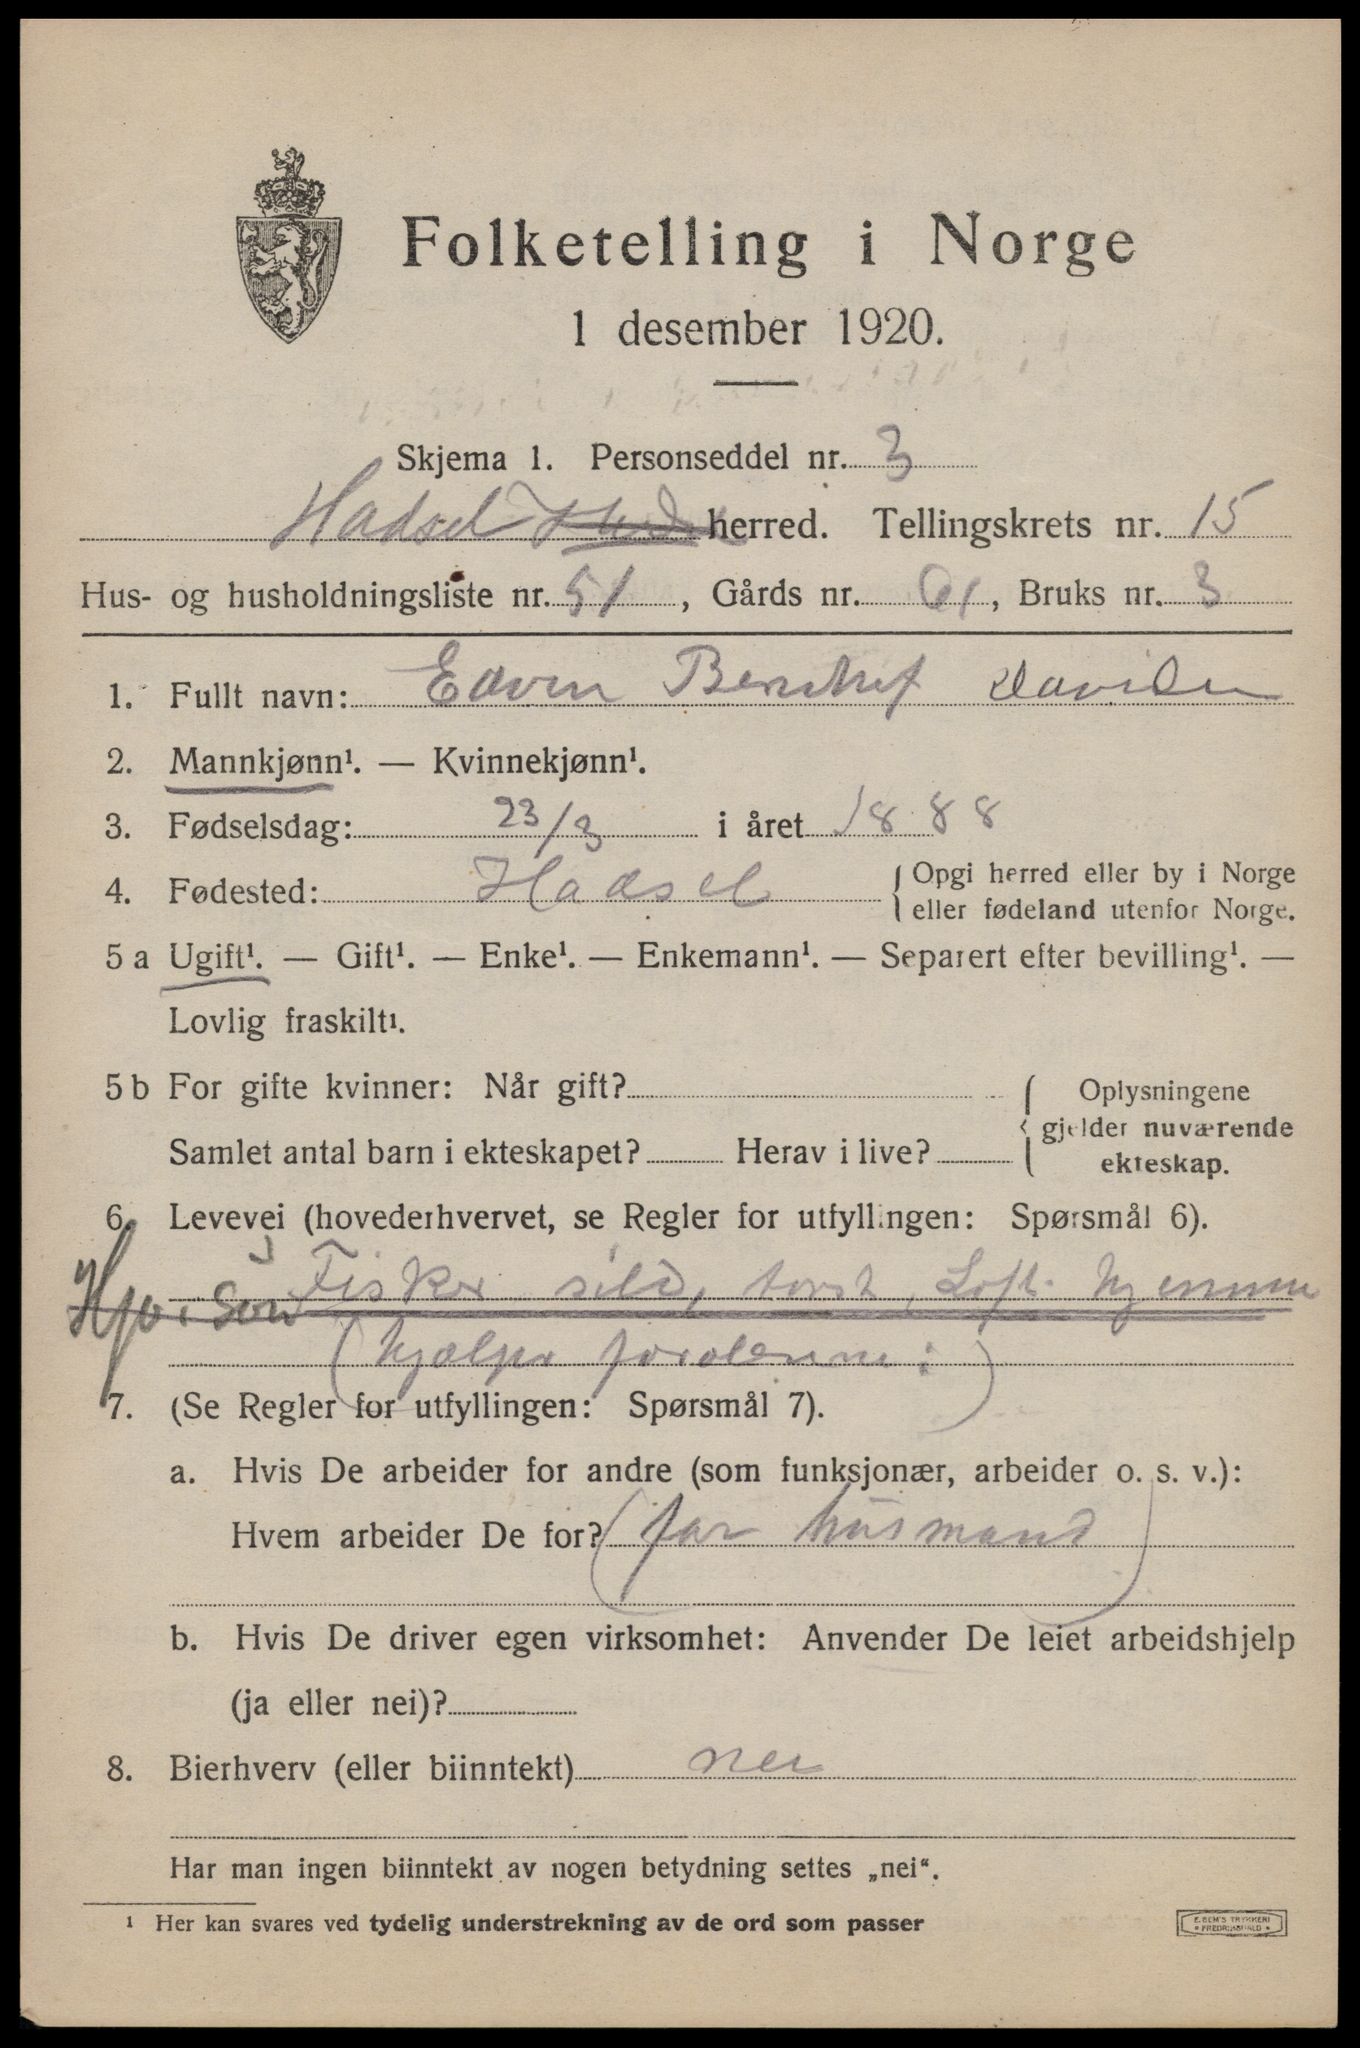 Folketelling i Norge
1 desember 1920.
Skjema 1. Personseddel nr. 3
Hadsel herred. Tellingskrets nr. 15
Hus- og husholdningsliste nr. 51, Gårds nr. 61, Bruks nr. 3
1. Fullt navn: Edvin
2. Mannkjønn¹. — Kvinnekjønn¹.
3. Fødselsdag: 23/3 i året 1888
4. Fødested: Hadsel { Opgi herred eller by i Norge
eller fødeland utenfor Norge.
5 a Ugift¹. — Gift¹. — Enke¹. — Enkemann¹. — Separert efter bevilling¹. —
Lovlig fraskilt¹.
5 b For gifte kvinner: Når gift? { Oplysningene
gjelder nuværende
Samlet antal barn i ekteskapet? Herav i live?
ekteskap.
6. Levevei (hovederhvervet, se Regler for utfyllingen: Spørsmål 6).
Fisker sild, torsk, Loft. hjemme
(hjælper forældrene:)
7. (Se Regler for utfyllingen: Spørsmål 7).
a. Hvis De arbeider for andre (som funksjonær, arbeider o. s. v.):
Hvem arbeider De for? (far husmand)
b. Hvis De driver egen virksomhet: Anvender De leiet arbeidshjelp
(ja eller nei)?
8. Bierhverv (eller biinntekt) nei
Har man ingen biinntekt av nogen betydning settes „nei“.
¹ Her kan svares ved tydelig understrekning av de ord som passer
E. SEM'S TRYKKERI
FREDRIKSHALD